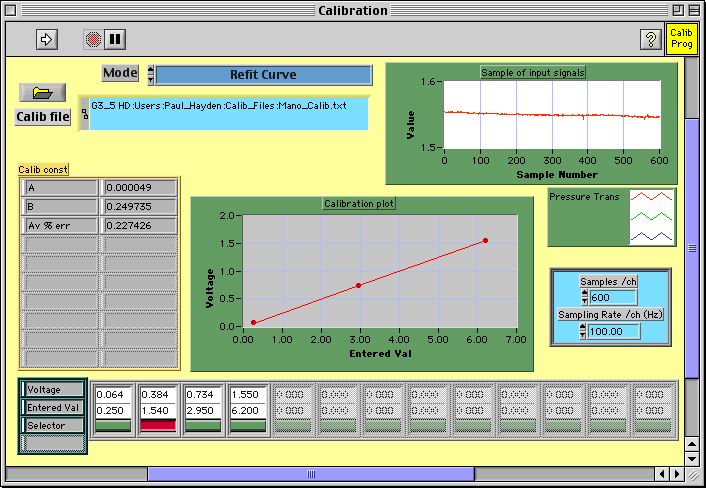 Calibration
?
Calib
Prog
Mode
Refit Curve
Calib file
G3_5 HD:Users:Paul_Hayden:Calib_Files:Mano_Calib.txt
Sample of input signals
1.6
Value
1.5
0 100 200 300 400 500 600
Sample Number
Calib const
A 0.000049
B 0.249735
Av % err 0.227426
Calibration plot
2.0
1.5
1.0
0.5
0.0
Voltage
0.00 1.00 2.00 3.00 4.00 5.00 6.00 7.00
Entered Val
Pressure Trans
Samples /ch
600
Sampling Rate /ch (Hz)
100.00
Voltage 0.064 0.384 0.734 1.550 0.000 0.000 0.000 0.000 0.000 0.000 0.000 0.000 0.000
Entered Val 0.250 1.540 2.950 6.200 0.000 0.000 0.000 0.000 0.000 0.000 0.000 0.000 0.000
Selector